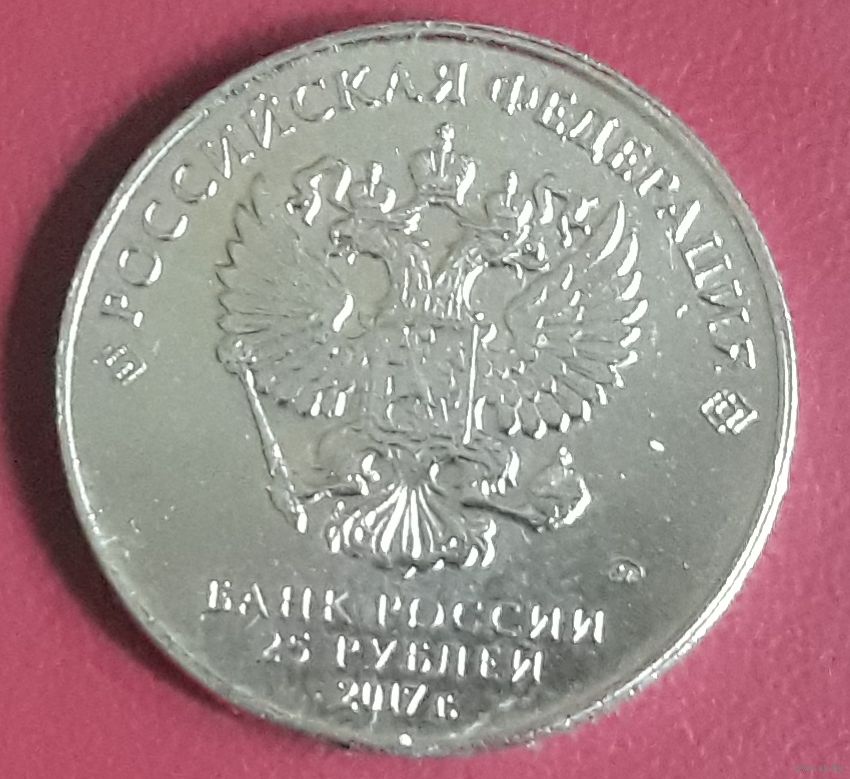 РОССИЙСКАЯ ФЕДЕРАЦИЯ
БАНК РОССИИ
25 РУБЛЕЙ
2017 г.